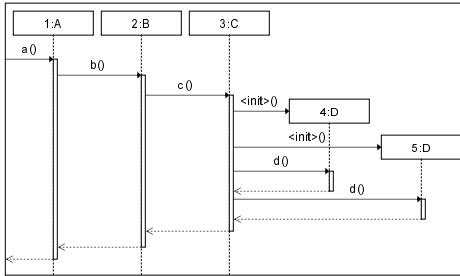 1:A
2:B
3:C
a()
b()
c()
<init>()
4:D
<init>()
5:D
d()
d()